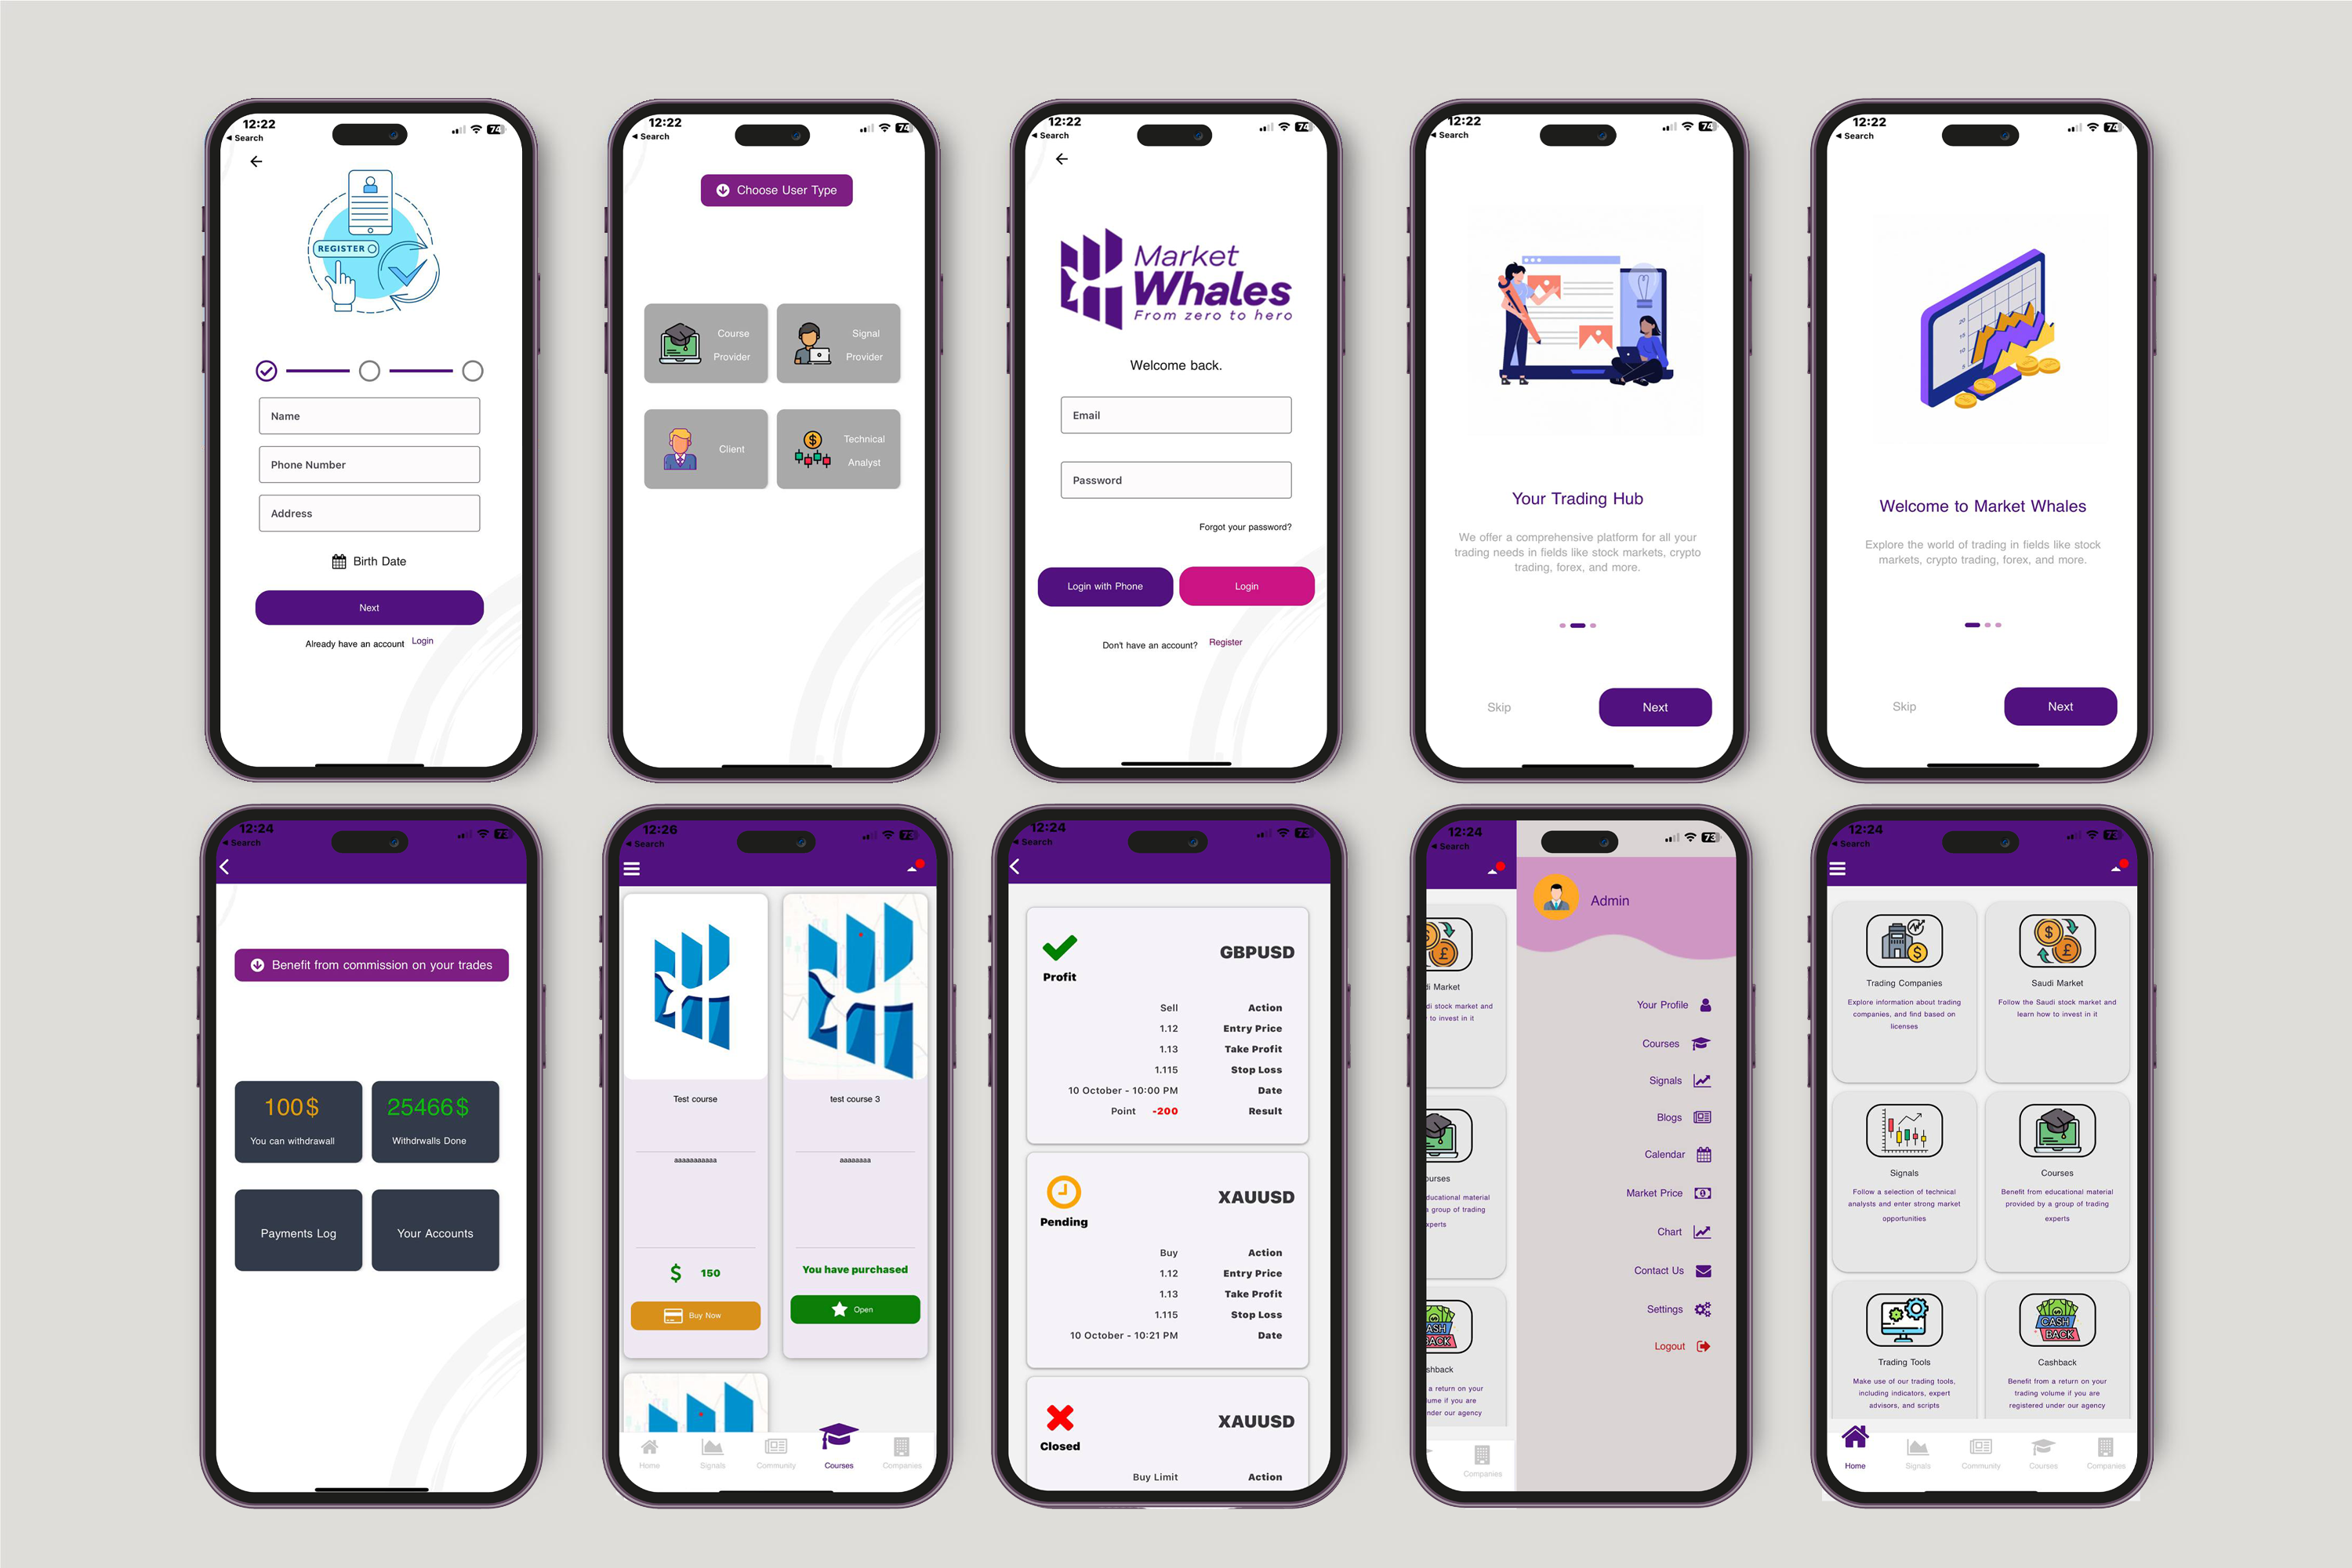 12:22
Search
74
REGISTER
Name
Phone Number
Address
Birth Date
Next
Already have an account Login
12:22
Search
74
Choose User Type
Course
Provider
Signal
Provider
Client
Technical
Analyst
12:22
Search
74
Market
Whales
From zero to hero
Welcome back.
Email
Password
Forgot your password?
Login with Phone
Login
Don't have an account? Register
12:22
Search
74
Your Trading Hub
We offer a comprehensive platform for all your
trading needs in fields like stock markets, crypto
trading, forex, and more.
Skip
Next
12:22
Search
74
Welcome to Market Whales
Explore the world of trading in fields like stock
markets, crypto trading, forex, and more.
Skip
Next
12:24
Search
73
Benefit from commission on your trades
100$
You can withdrawall
25466$
Withdrwalls Done
Payments Log
Your Accounts
12:26
Search
73
Test course
aaaaaaaaaaa
$ 150
Buy Now
test course 3
aaaaaaaa
You have purchased
Open
Home
Signals
Community
Courses
Companies
12:24
Search
73
Profit
GBPUSD
Sell Action
1.12 Entry Price
1.13 Take Profit
1.115 Stop Loss
10 October - 10:00 PM Date
Point -200 Result
Pending
XAUUSD
Buy Action
1.12 Entry Price
1.13 Take Profit
1.115 Stop Loss
10 October - 10:21 PM Date
Closed
XAUUSD
Buy Limit Action
12:24
Search
73
di Market
di stock market and
to invest in it
ourses
ducational material
a group of trading
xperts
ASH
BACK
shback
a return on your
ume if you are
nder our agency
Companies
Admin
Your Profile
Courses
Signals
Blogs
Calendar
Market Price
Chart
Contact Us
Settings
Logout
12:24
Search
73
Trading Companies
Explore information about trading
companies, and find based on
licenses
Saudi Market
Follow the Saudi stock market and
learn how to invest in it
Signals
Follow a selection of technical
analysts and enter strong market
opportunities
Courses
Benefit from educational material
provided by a group of trading
experts
Trading Tools
Make use of our trading tools,
including indicators, expert
advisors, and scripts
CASH
BACK
Cashback
Benefit from a return on your
trading volume if you are
registered under our agency
Home
Signals
Community
Courses
Companies